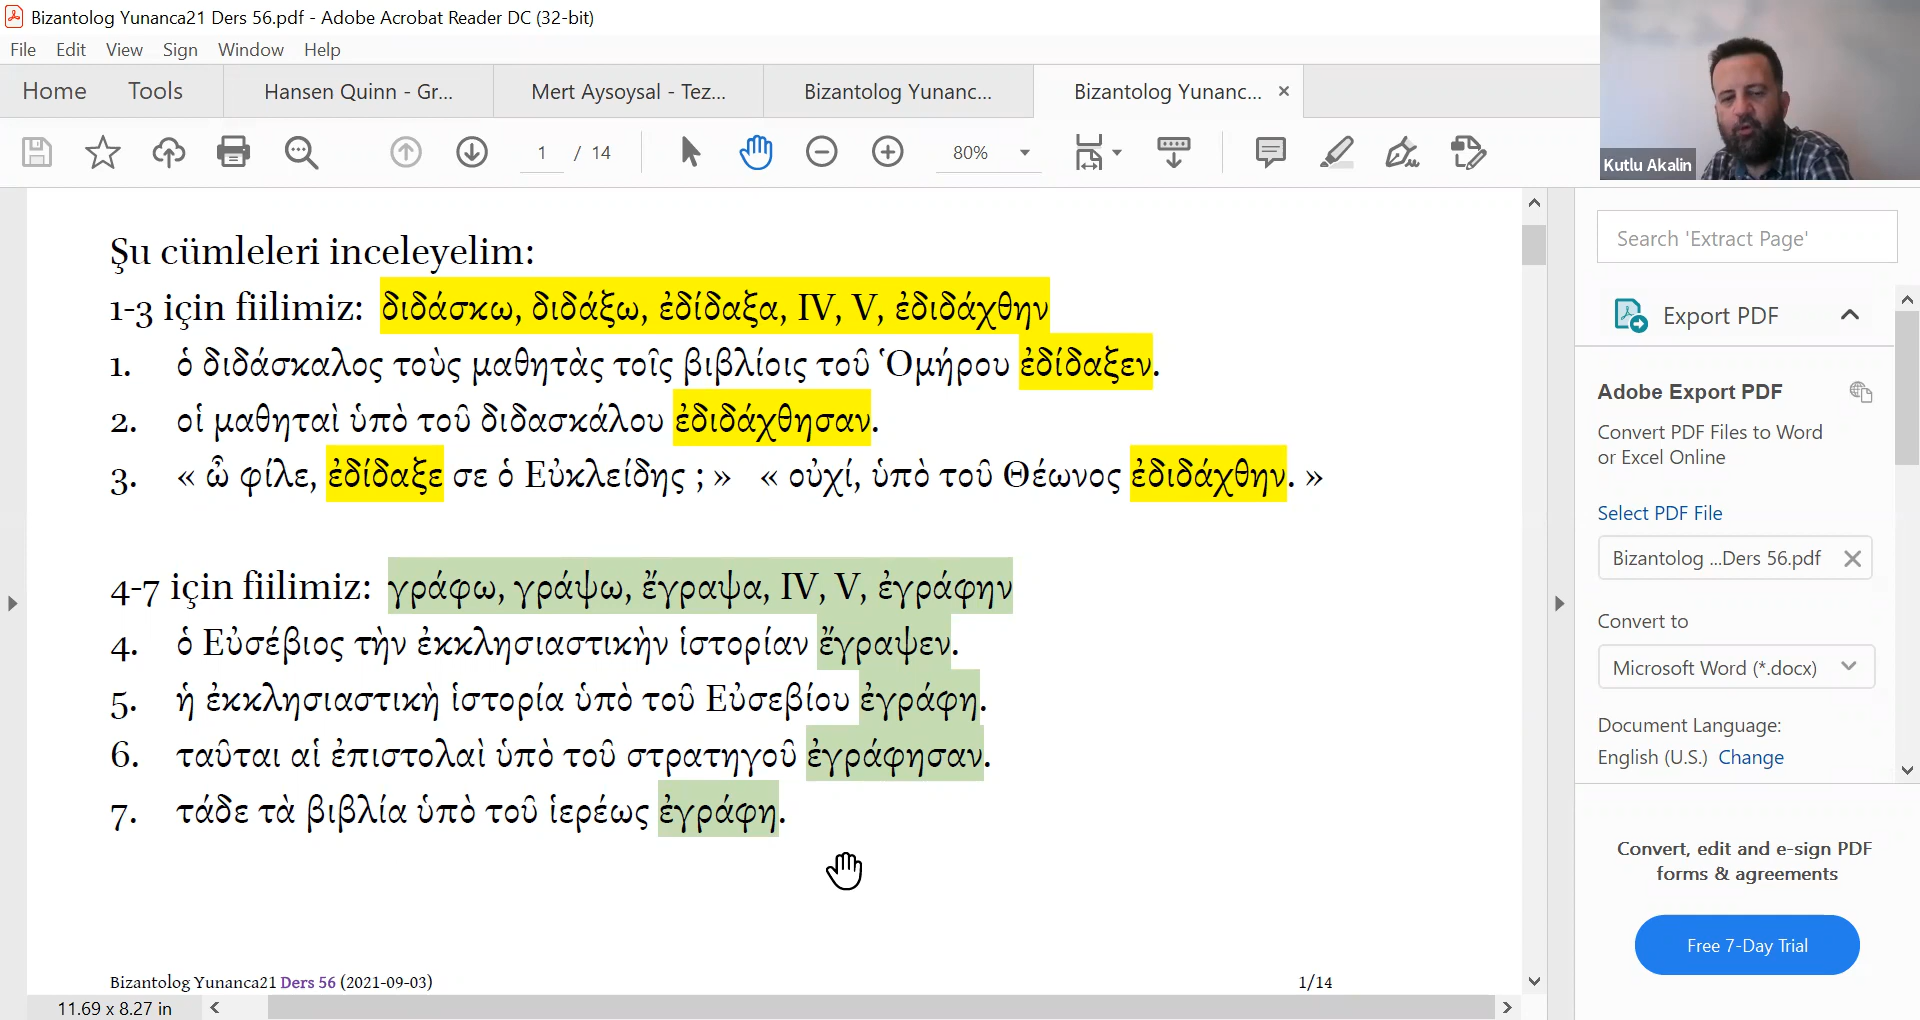 Bizantolog Yunanca21 Ders 56.pdf - Adobe Acrobat Reader DC (32-bit)
File Edit View Sign Window Help
Home Tools Hansen Quinn - Gr... Mert Aysoysal - Tez... Bizantolog Yunanc... Bizantolog Yunanc... ×
1 / 14 80%
Kutlu Akalin
Şu cümleleri inceleyelim:
1-3 için fiilimiz: διδάσκω, διδάξω, ἐδίδαξα, IV, V, ἐδιδάχθην
1. ὁ διδάσκαλος τοὺς μαθητὰς τοῖς βιβλίοις τοῦ Ὁμήρου ἐδίδαξεν.
2. οἱ μαθηταὶ ὑπὸ τοῦ διδασκάλου ἐδιδάχθησαν.
3. « ὦ φίλε, ἐδίδαξε σε ὁ Εὐκλείδης ; » « οὐχί, ὑπὸ τοῦ Θέωνος ἐδιδάχθην. »
4-7 için fiilimiz: γράφω, γράψω, ἔγραψα, IV, V, ἐγράφην
4. ὁ Εὐσέβιος τὴν ἐκκλησιαστικὴν ἱστορίαν ἔγραψεν.
5. ἡ ἐκκλησιαστικὴ ἱστορία ὑπὸ τοῦ Εὐσεβίου ἐγράφη.
6. ταῦται αἱ ἐπιστολαὶ ὑπὸ τοῦ στρατηγοῦ ἐγράφησαν.
7. τάδε τὰ βιβλία ὑπὸ τοῦ ἱερέως ἐγράφη.
Bizantolog Yunanca21 Ders 56 (2021-09-03) 1/14
11.69 x 8.27 in
Search 'Extract Page'
Export PDF
Adobe Export PDF
Convert PDF Files to Word
or Excel Online
Select PDF File
Bizantolog ...Ders 56.pdf
Convert to
Microsoft Word (*.docx)
Document Language:
English (U.S.) Change
Convert, edit and e-sign PDF
forms & agreements
Free 7-Day Trial